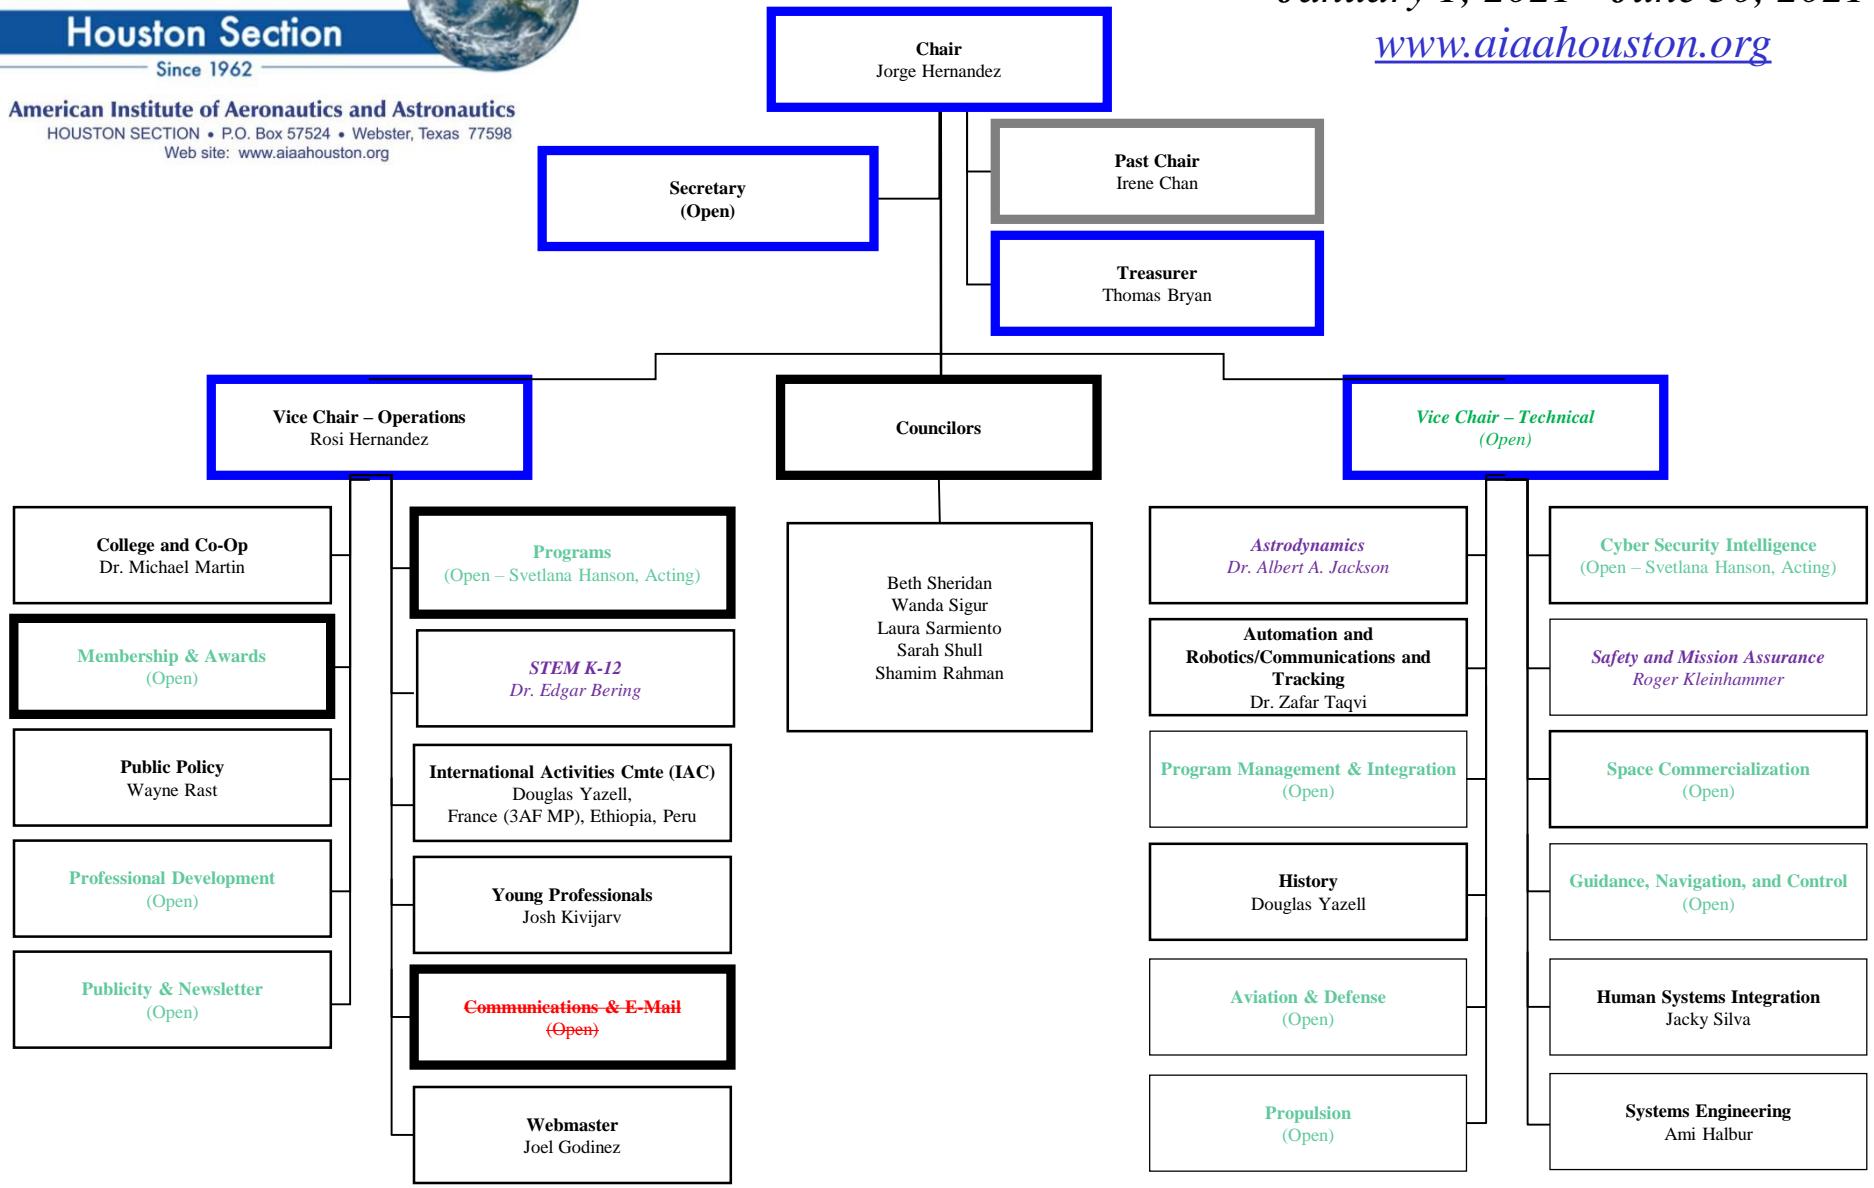 Houston Section
Since 1962
American Institute of Aeronautics and Astronautics
HOUSTON SECTION • P.O. Box 57524 • Webster, Texas 77598
Web site: www.aiaahouston.org
January 1, 2021 – June 30, 2021
www.aiaahouston.org
Chair
Jorge Hernandez
Secretary
(Open)
Past Chair
Irene Chan
Treasurer
Thomas Bryan
Vice Chair – Operations
Rosi Hernandez
Councilors
Vice Chair – Technical
(Open)
College and Co-Op
Dr. Michael Martin
Membership & Awards
(Open)
Public Policy
Wayne Rast
Professional Development
(Open)
Publicity & Newsletter
(Open)
Programs
(Open – Svetlana Hanson, Acting)
STEM K-12
Dr. Edgar Bering
International Activities Cmte (IAC)
Douglas Yazell,
France (3AF MP), Ethiopia, Peru
Young Professionals
Josh Kivijarv
Communications & E-Mail
(Open)
Webmaster
Joel Godinez
Beth Sheridan
Wanda Sigur
Laura Sarmiento
Sarah Shull
Shamim Rahman
Astrodynamics
Dr. Albert A. Jackson
Automation and
Robotics/Communications and
Tracking
Dr. Zafar Taqvi
Program Management & Integration
(Open)
History
Douglas Yazell
Aviation & Defense
(Open)
Propulsion
(Open)
Cyber Security Intelligence
(Open – Svetlana Hanson, Acting)
Safety and Mission Assurance
Roger Kleinhammer
Space Commercialization
(Open)
Guidance, Navigation, and Control
(Open)
Human Systems Integration
Jacky Silva
Systems Engineering
Ami Halbur